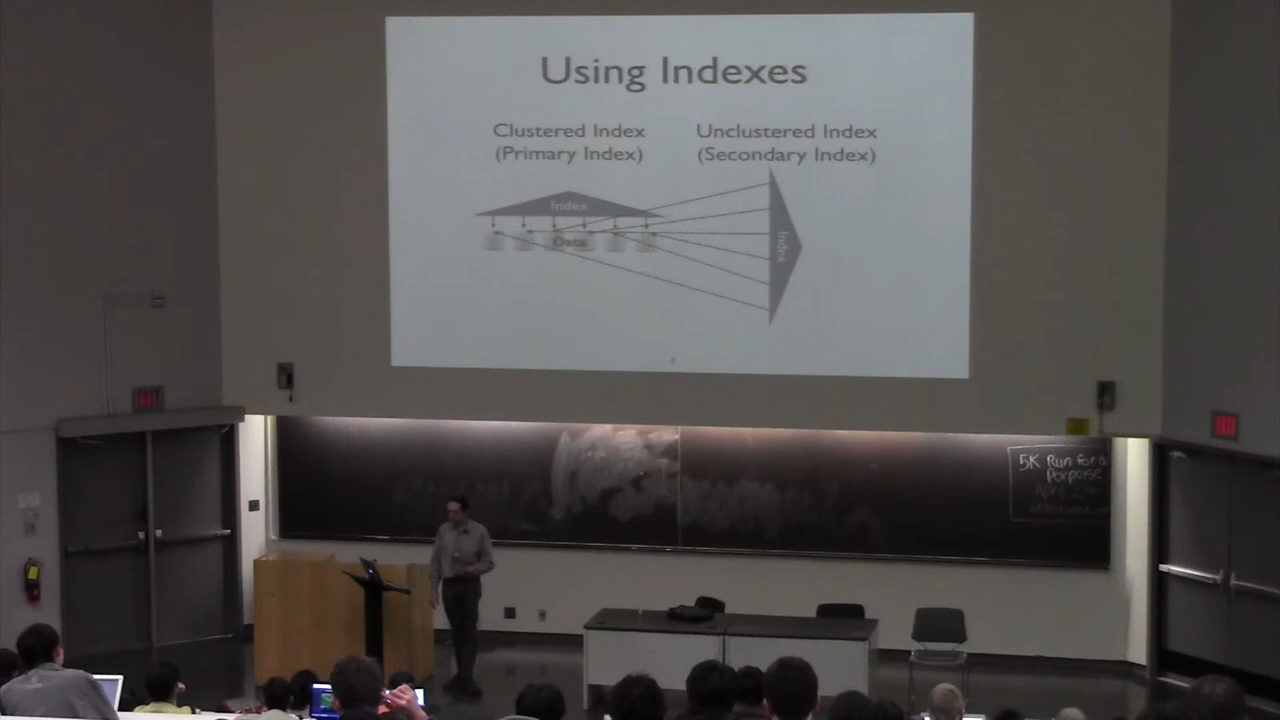 Using Indexes
Clustered Index
(Primary Index)
Unclustered Index
(Secondary Index)
Index
Data
Index
5K Run for a
Porpoise